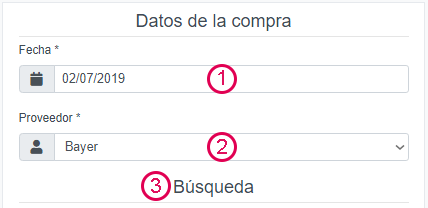 Datos de la compra
Fecha *
02/07/2019 1
Proveedor *
Bayer 2
3 Búsqueda